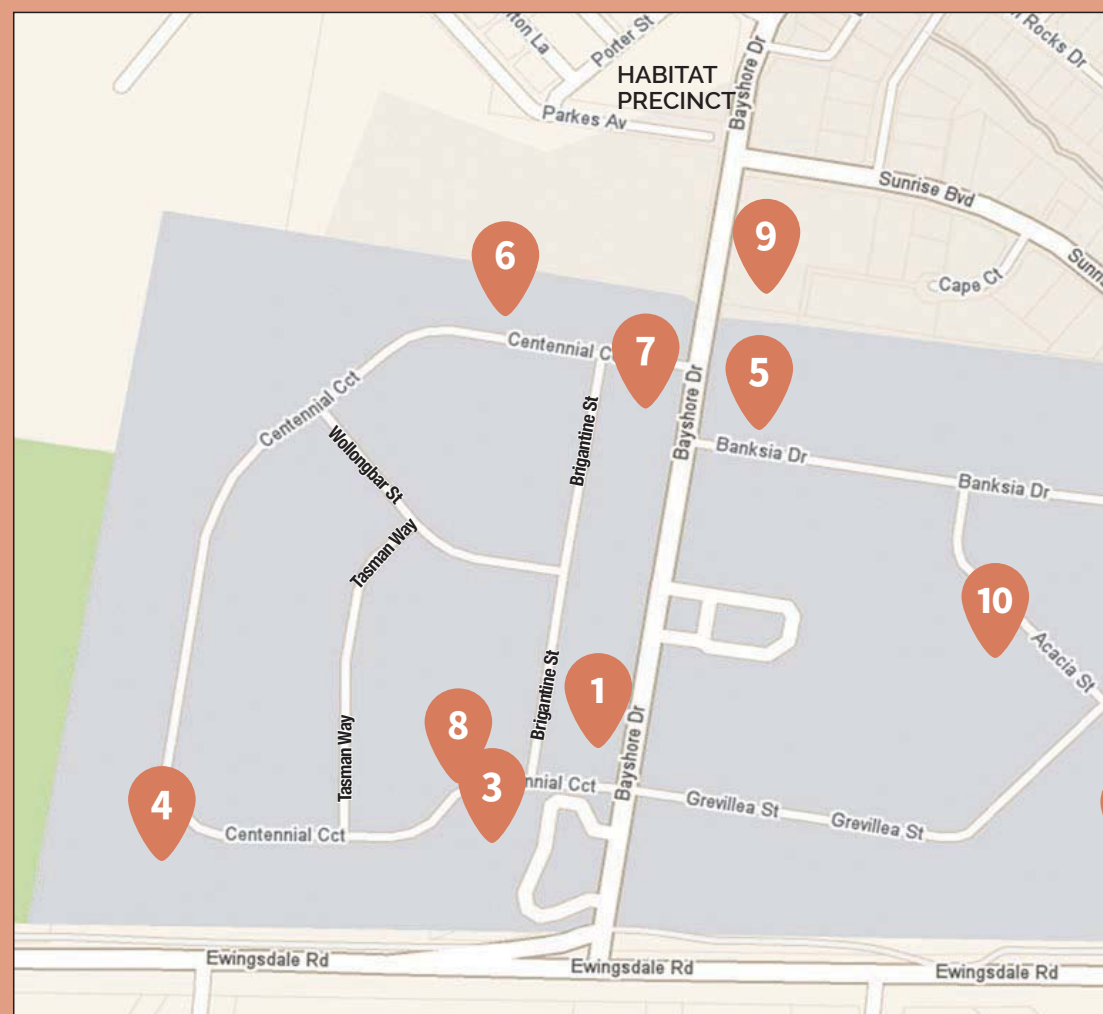 Porter St
Rocks Dr
HABITAT
PRECINCT
Bayshore Dr
Parkes Av
Sunrise Bvd
9
6
Cape Ct
Centennial
7
5
Bayshore Dr
Centennial Cct
Brigantine St
Banksia Dr
Wollongbar St
Banksia Dr
Tasman Way
10
Acacia St
Brigantine St
1
8
Bayshore Dr
Tasman Way
3
Cct
4
Grevillea St
Grevillea St
Centennial Cct
Ewingsdale Rd
Ewingsdale Rd
Ewingsdale Rd